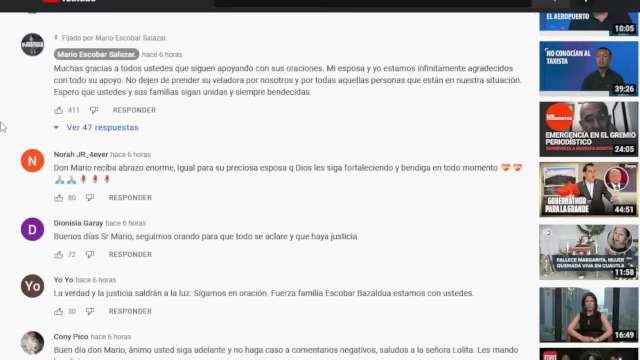 Fijado por Mario Escobar Salazar.
Mario Escobar Salazar. hace 6 horas
Muchas gracias a todos ustedes que siguen apoyando con sus oraciones. Mi esposa y yo estamos infinitamente agradecidos
con todo su apoyo. No dejen de prender su veladora por nosotros y por todas aquellas personas que están en nuestra situación.
Espero que ustedes y sus familias sigan unidas y siempre bendecidas.
411 RESPONDER
Ver 47 respuestas
N
Norah JR_4ever hace 6 horas
Don Mario reciba abrazo enorme, igual para su preciosa esposa q Dios les siga fortaleciendo y bendiga en todo momento 💝 💝
🙏🏻 🙏🏻 🌹 🌹 🌹
80 RESPONDER
D
Dionisia Garay hace 6 horas
Buenos días Sr Mario, seguimos orando para que todo se aclare y que haya justicia
72 RESPONDER
Yo
Yo Yo hace 6 horas
La verdad y la justicia saldrán a la luz. Sigamos en oración. Fuerza familia Escobar Bazaldua estamos con ustedes.
30 RESPONDER
Cony Pico hace 6 horas
Buen día don Mario, ánimo usted siga adelante y no haga caso a comentarios negativos, saludos a la señora Lolita. Les mando
EL AEROPUERTO
10:05
NO CONOCÍAN AL
TAXISTA
39:26
EMERGENCIA EN EL GREMIO
PERIODÍSTICO
24:05
GOBERNATHOR
PARA LA GRANDE
44:51
FALLECE MARGARITA, MUJER
QUEMADA VIVA EN CUAUTLA
11:58
16:49